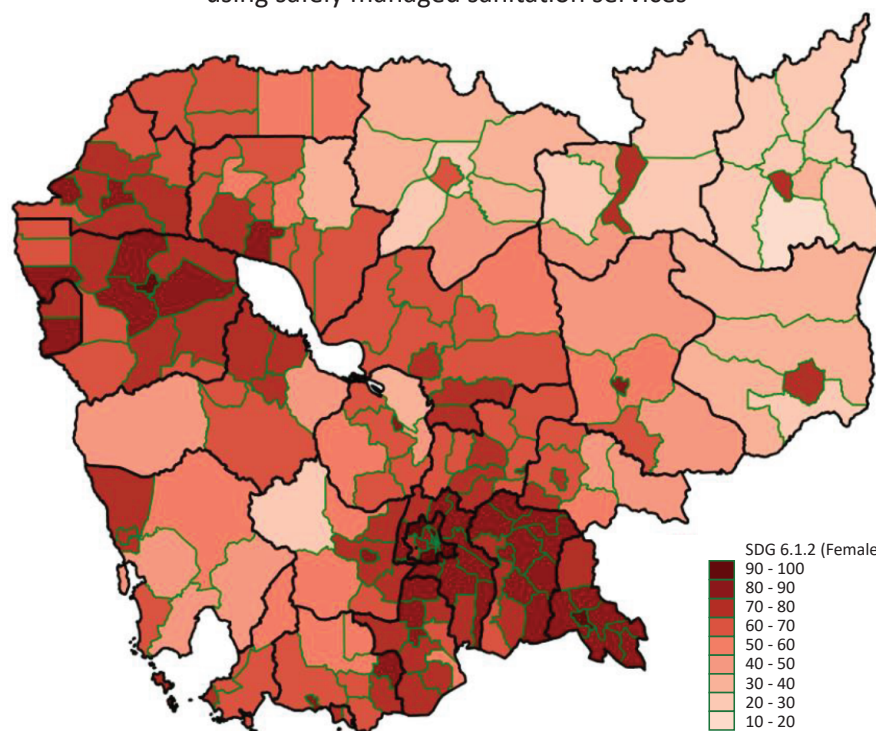 using safely managed sanitation services
SDG 6.1.2 (Female
90 - 100
80 - 90
70 - 80
60 - 70
50 - 60
40 - 50
30 - 40
20 - 30
10 - 20